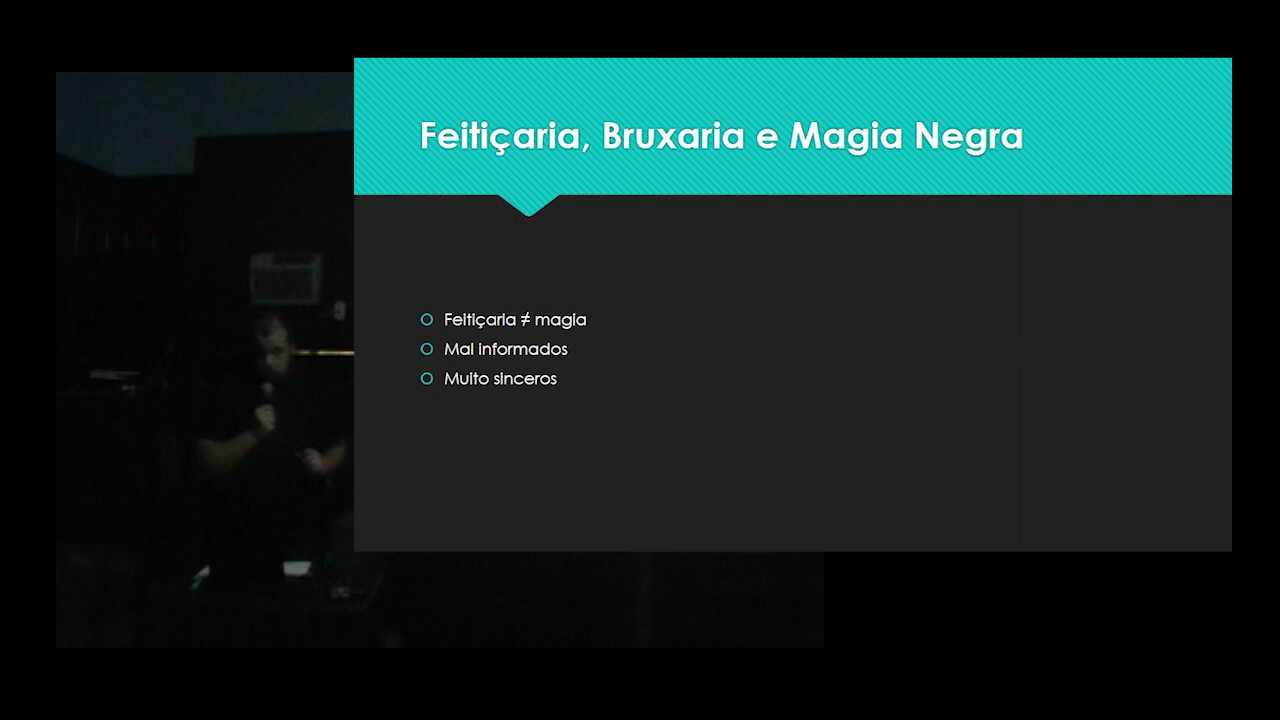 Feitiçaria, Bruxaria e Magia Negra
Feitiçaria ≠ magia
Mal informados
Muito sinceros